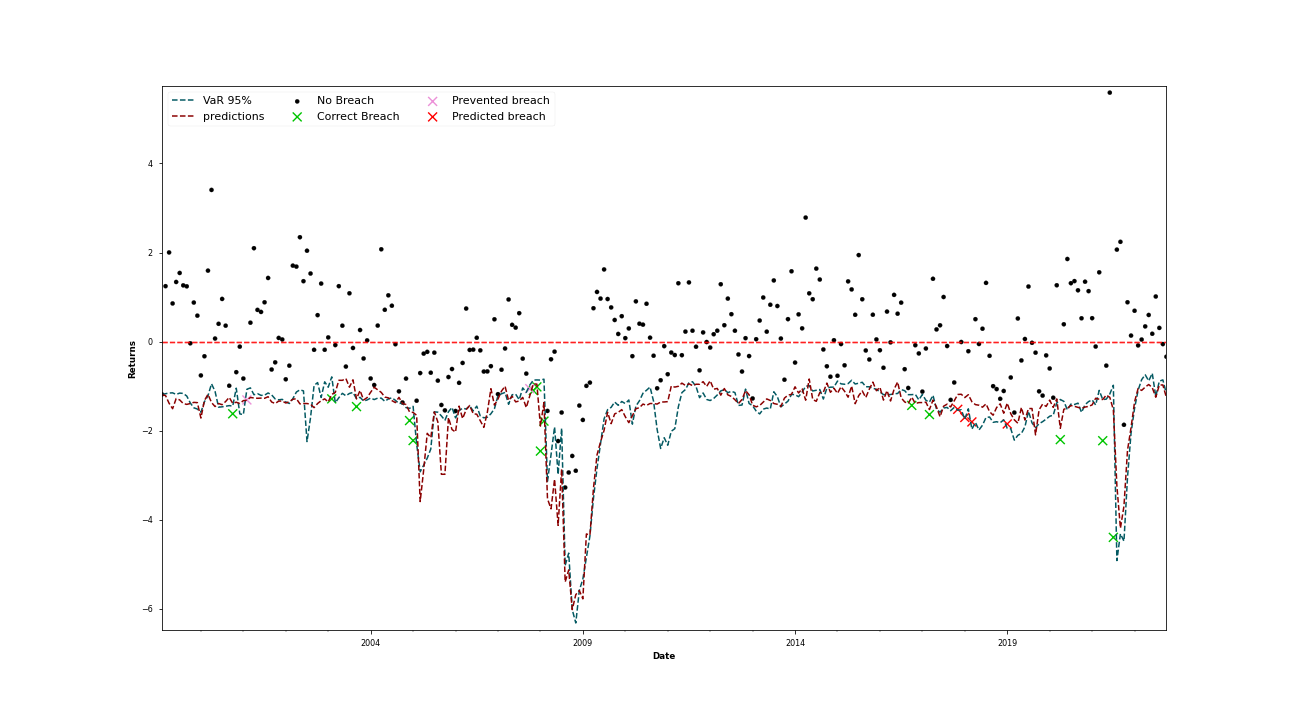 VaR 95%
predictions
No Breach
Correct Breach
Prevented breach
Predicted breach
Returns
4
2
0
−2
−4
−6
2004
2009
2014
2019
Date